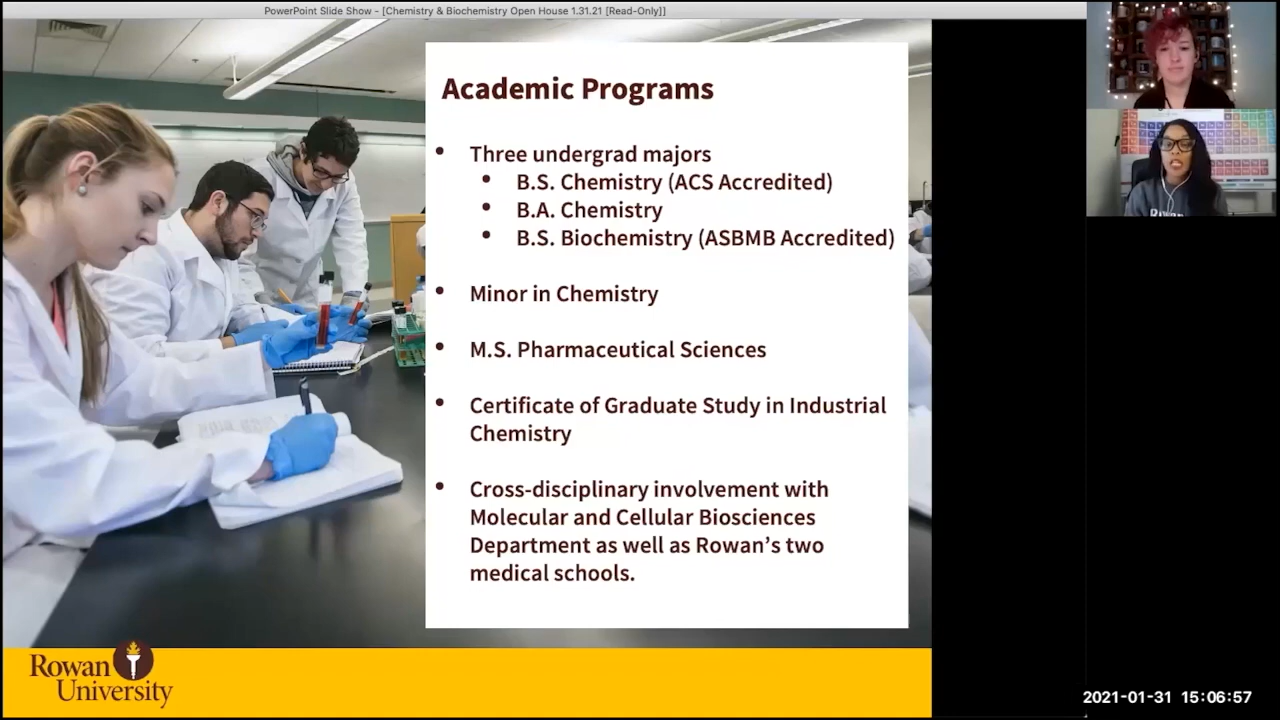 PowerPoint Slide Show - [Chemistry & Biochemistry Open House 1.31.21 [Read-Only]]
Academic Programs
• Three undergrad majors
• B.S. Chemistry (ACS Accredited)
• B.A. Chemistry
• B.S. Biochemistry (ASBMB Accredited)
• Minor in Chemistry
• M.S. Pharmaceutical Sciences
• Certificate of Graduate Study in Industrial
Chemistry
• Cross-disciplinary involvement with
Molecular and Cellular Biosciences
Department as well as Rowan’s two
medical schools.
Rowan
University
2021-01-31 15:06:57